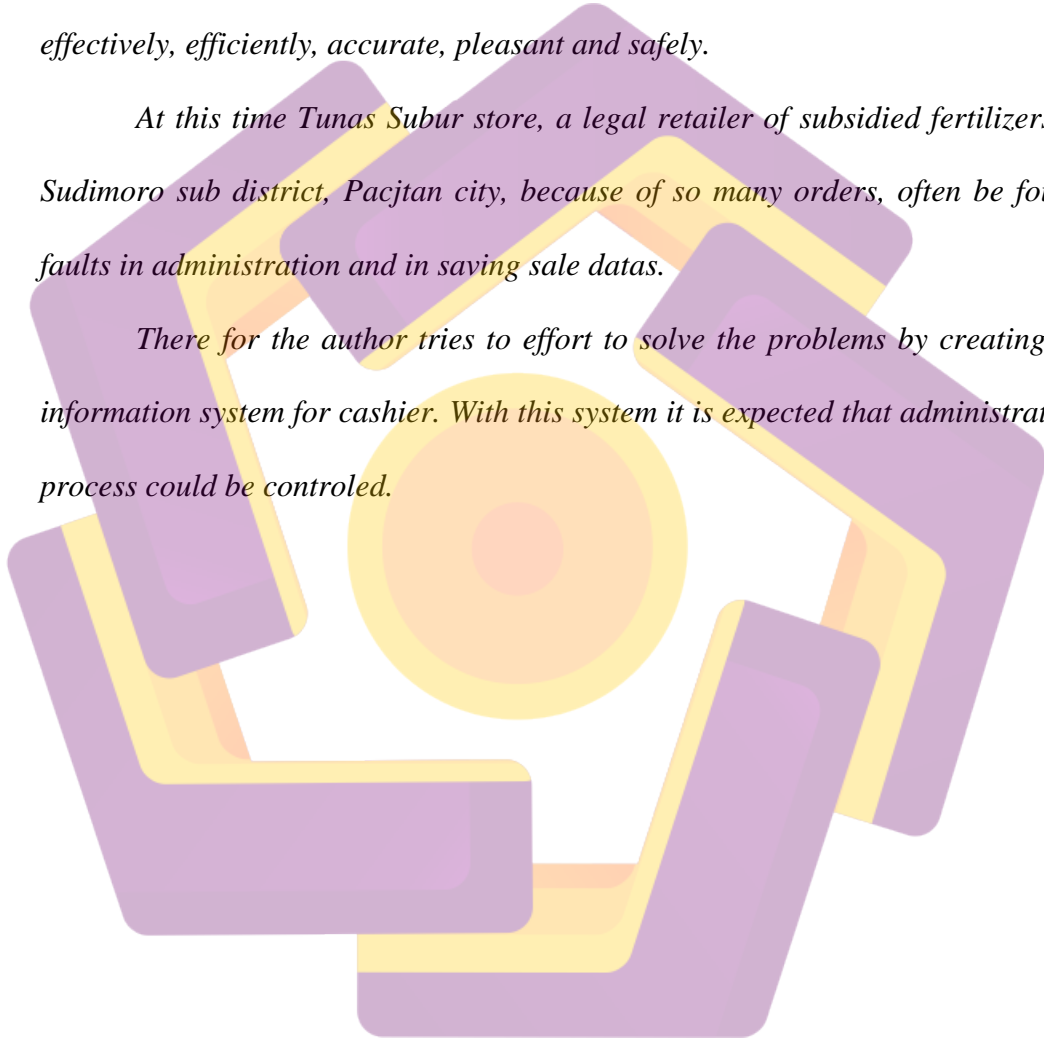 effectively, efficiently, accurate, pleasant and safely.
At this time Tunas Subur store, a legal retailer of subsidied fertilizers
Sudimoro sub district, Pacjtan city, because of so many orders, often be
faults in administration and in saving sale datas.
There for the author tries to effort to solve the problems by creating
information system for cashier. With this system it is expected that
process could be controled.